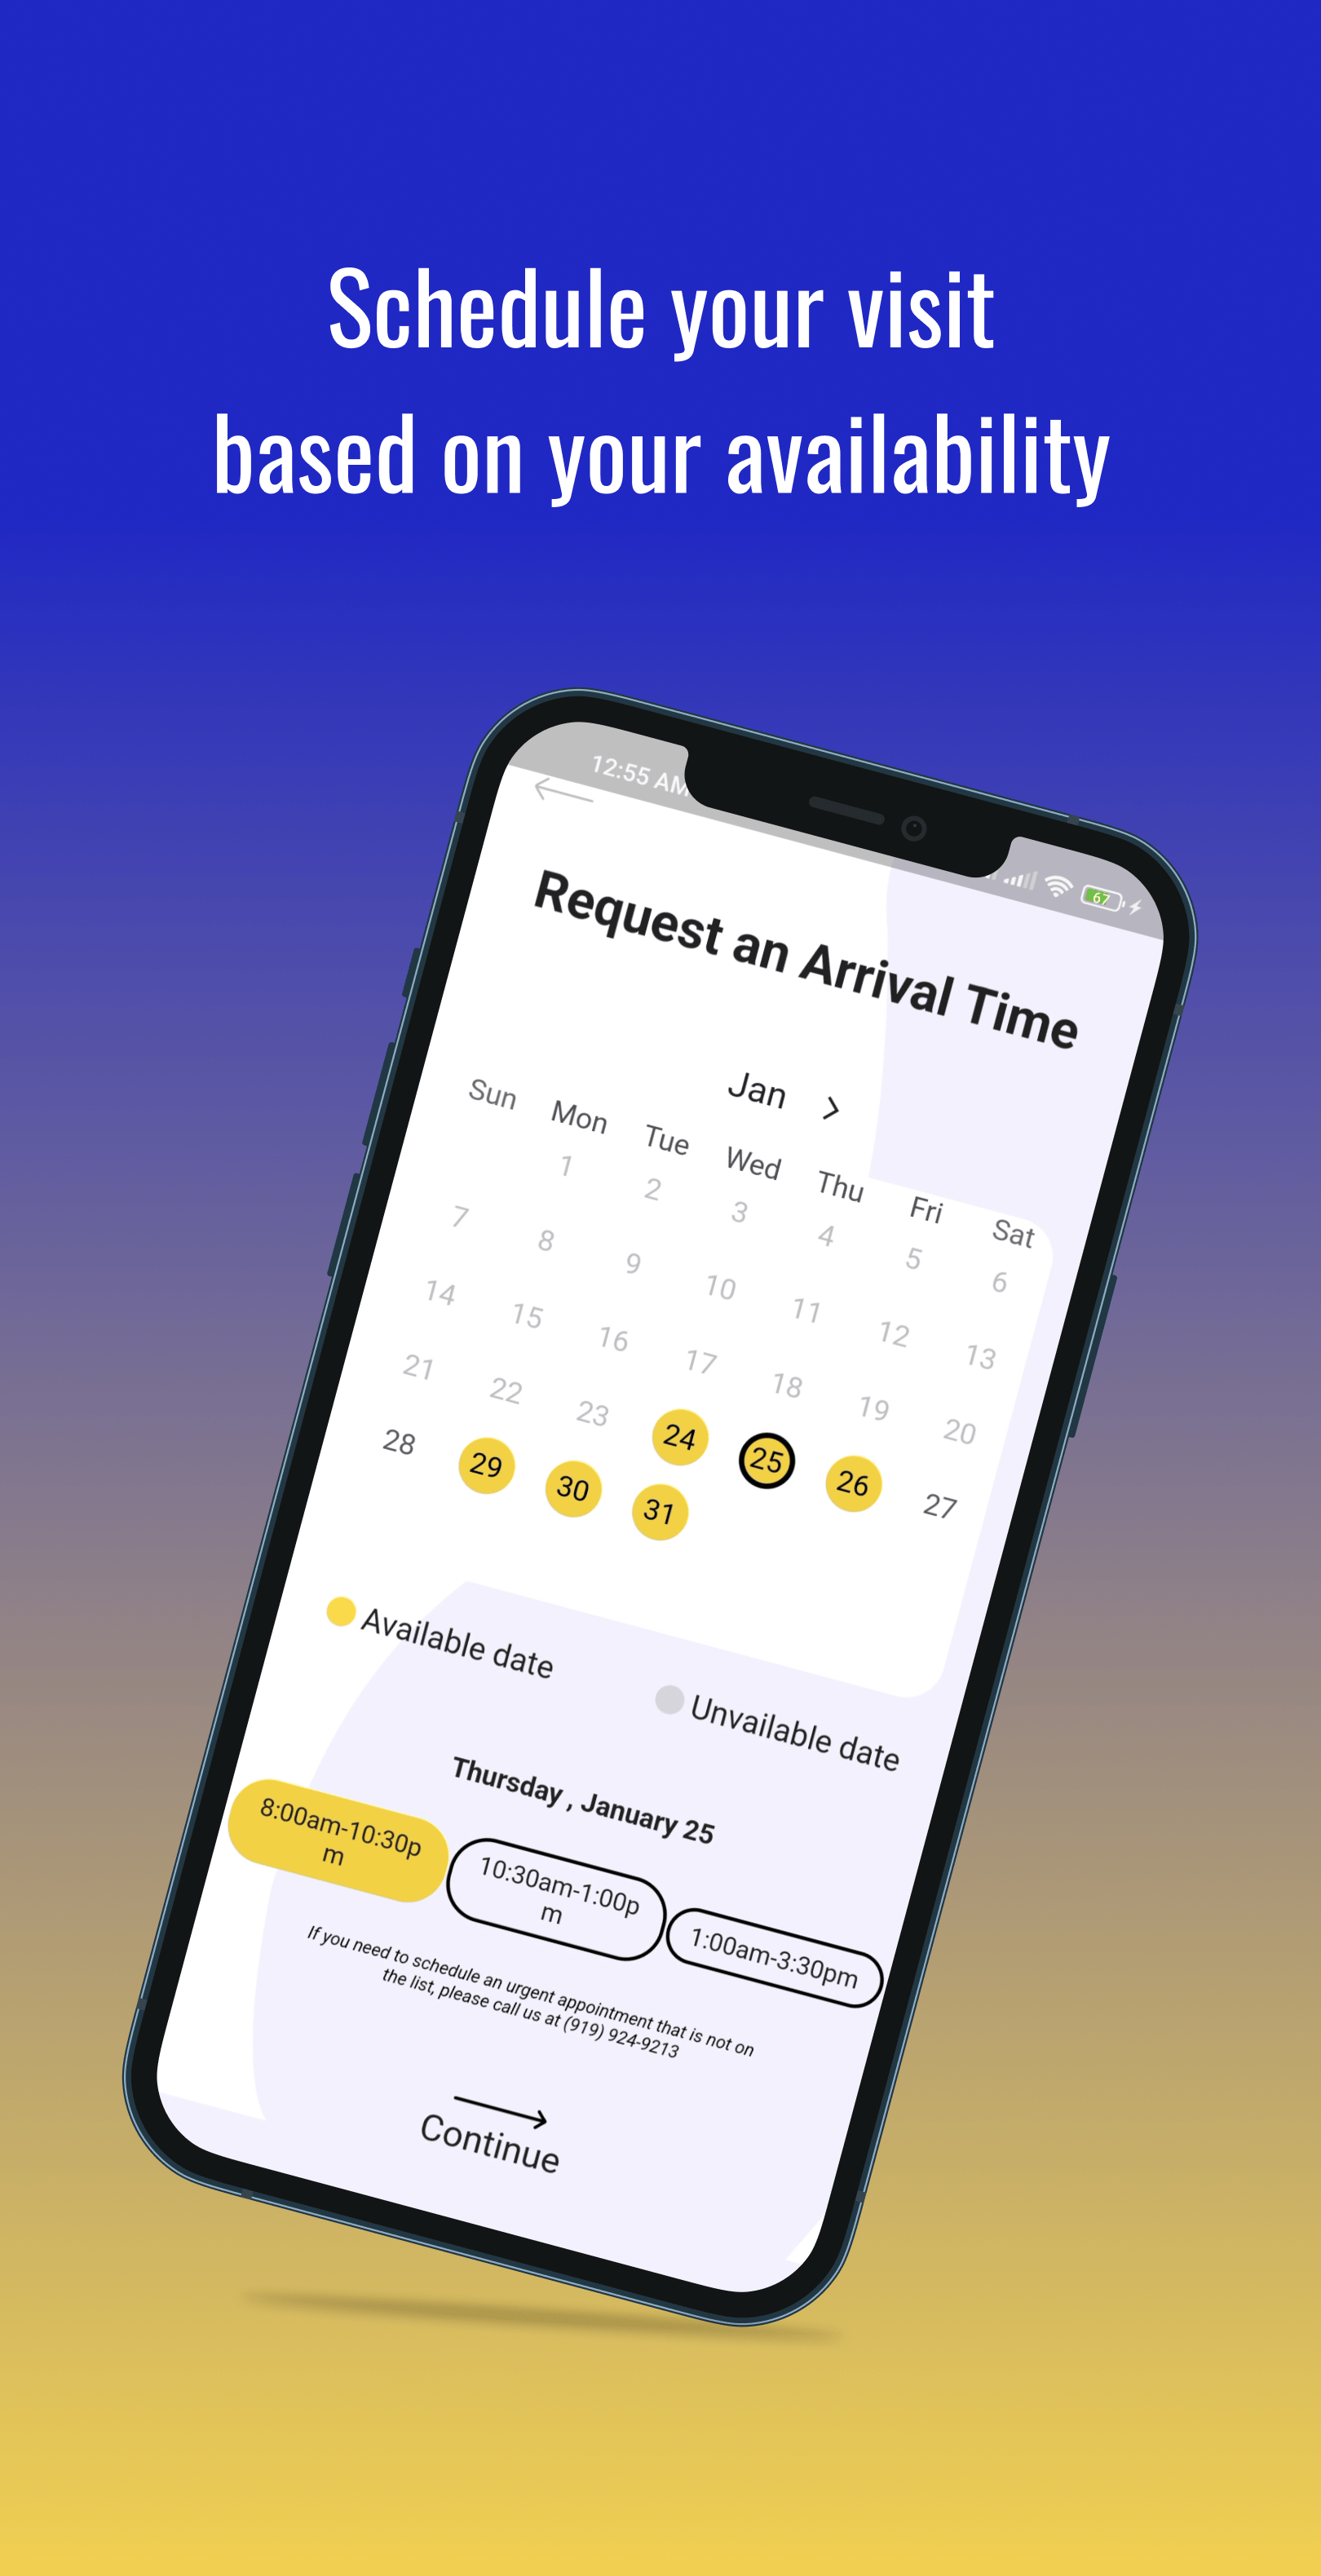 Schedule your visit
based on your availability
12:55 AM
67
Request an Arrival Time
Jan
Sun Mon Tue Wed Thu Fri Sat
1 2 3 4 5 6
7 8 9 10 11 12 13
14 15 16 17 18 19 20
21 22 23 24 25 26 27
28 29 30 31
Available date
Unvailable date
Thursday , January 25
8:00am-10:30p
m
10:30am-1:00p
m
1:00am-3:30pm
If you need to schedule an urgent appointment that is not on
the list, please call us at (919) 924-9213
Continue